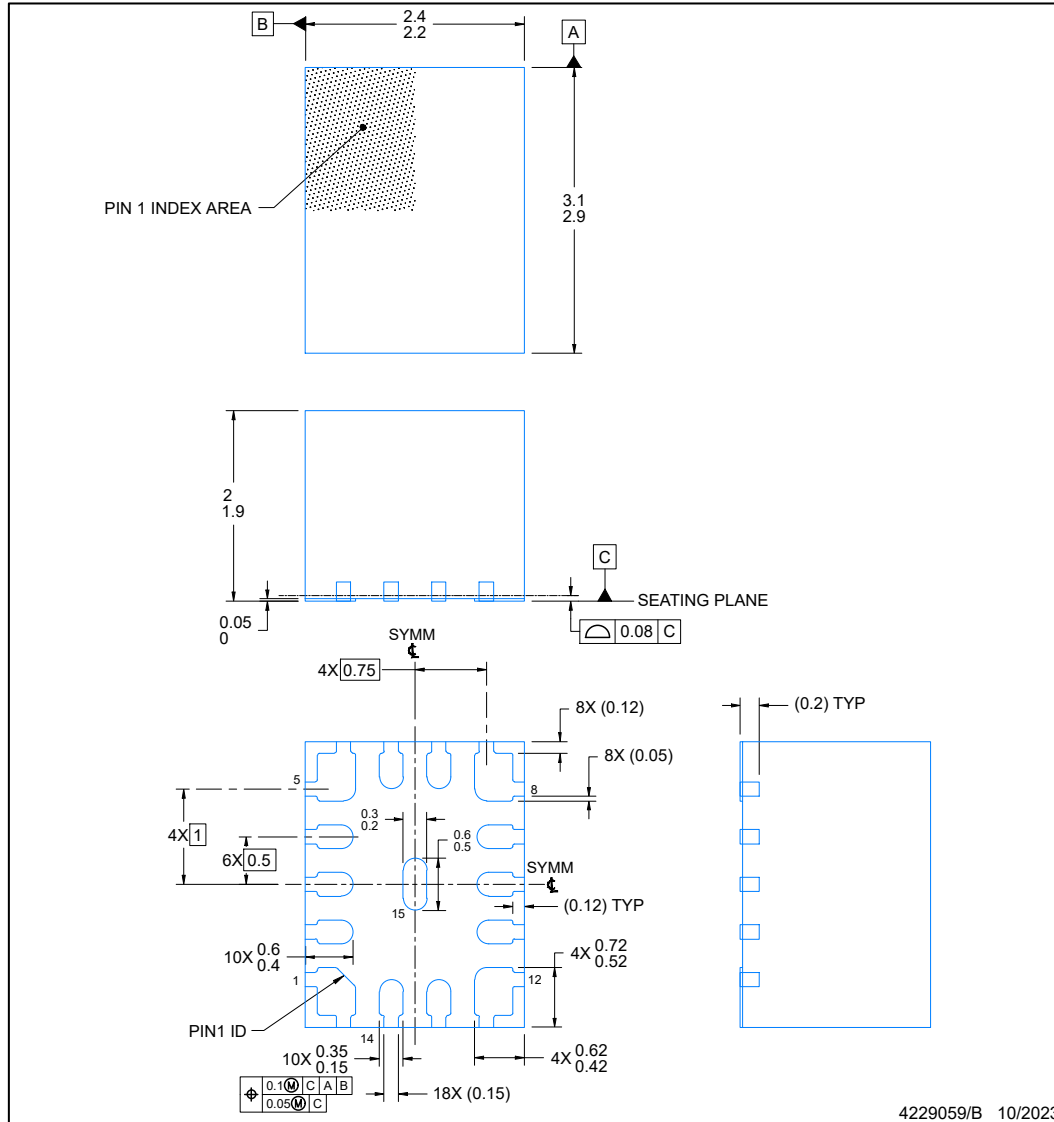 B
2.4
2.2
A
PIN 1 INDEX AREA
3.1
2.9
2
1.9
C
SEATING PLANE
0.05
0
0.08 C
SYMM
℄
4X 0.75
8X (0.12)
(0.2) TYP
8X (0.05)
5
8
0.3
0.2
4X 1
0.6
0.5
6X 0.5
SYMM
℄
15
(0.12) TYP
10X 0.6
0.4
4X 0.72
0.52
1
12
PIN1 ID
14
10X 0.35
0.15
4X 0.62
0.42
⌖ 0.1 Ⓜ C A B
0.05 Ⓜ C
18X (0.15)
4229059/B 10/2023